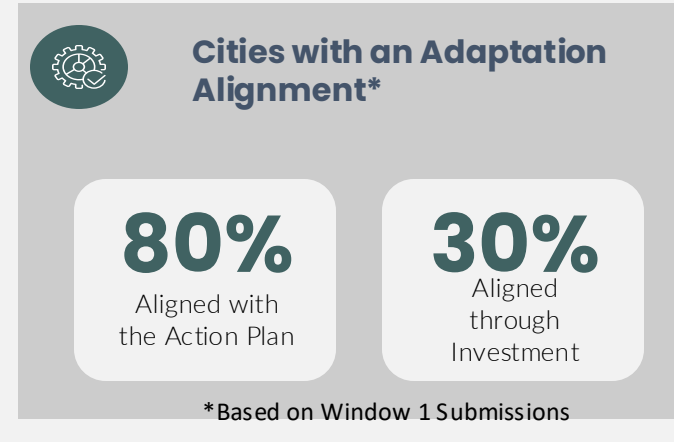 Cities with an Adaptation
Alignment*
80%
Aligned with
the Action Plan
30%
Aligned
through
Investment
*Based on Window 1 Submissions